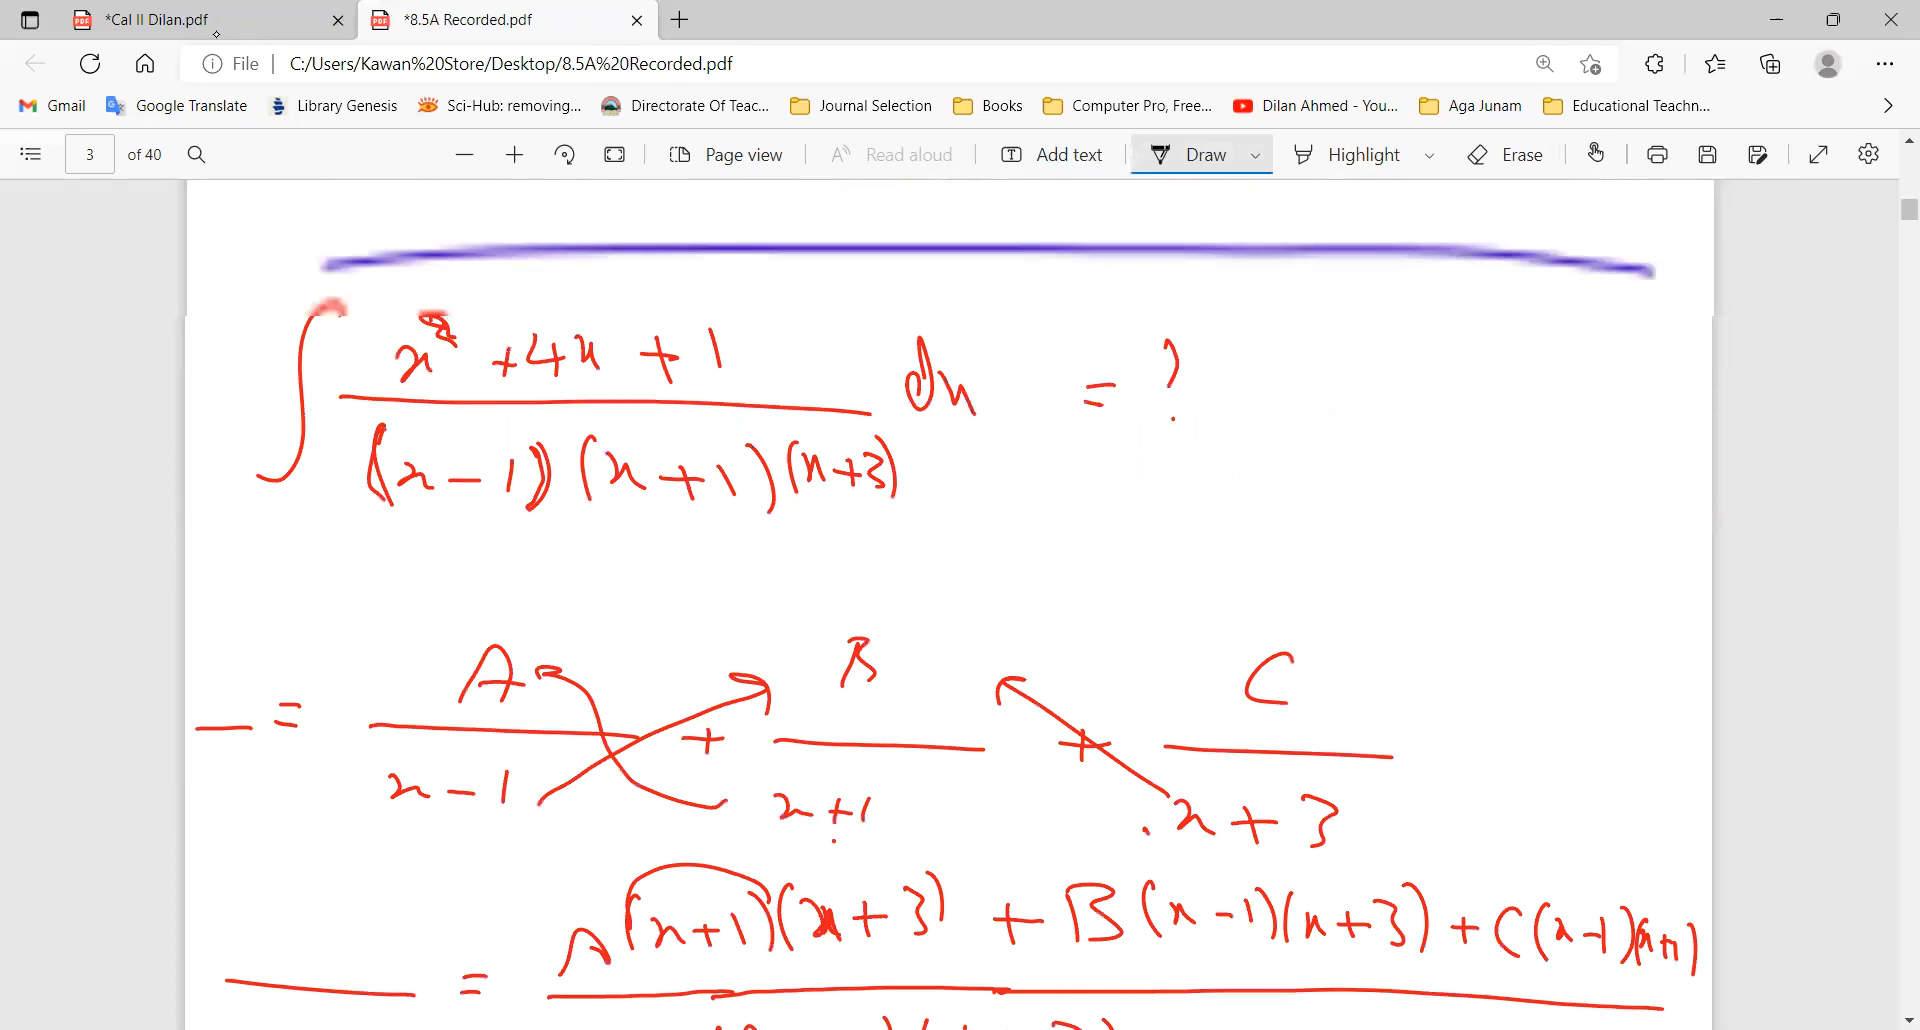 *Cal II Dilan.pdf
*8.5A Recorded.pdf
File
C:/Users/Kawan%20Store/Desktop/8.5A%20Recorded.pdf
Gmail
Google Translate
Library Genesis
Sci-Hub: removing...
Directorate Of Teac...
Journal Selection
Books
Computer Pro, Free...
Dilan Ahmed - You...
Aga Junam
Educational Teachn...
3 of 40
Page view
Read aloud
Add text
Draw
Highlight
Erase
∫ x² + 4x + 1 dx = ?
(x - 1) (x + 1) (x + 3)
= A + B + C
x - 1 x + 1 x + 3
= A(x+1)(x+3) + B(x-1)(x+3) + C(x-1)(x+1)